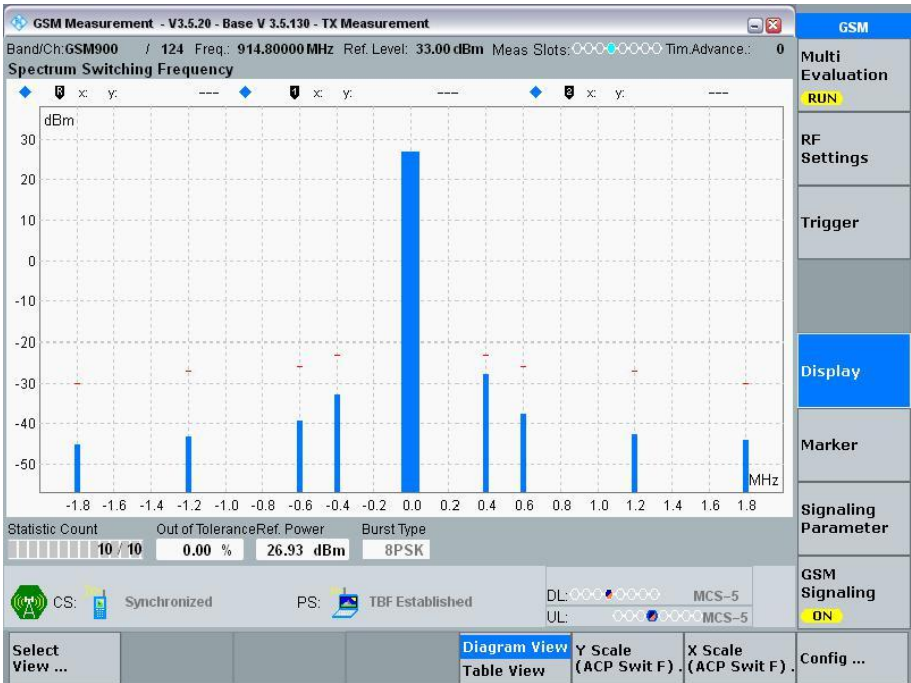 GSM Measurement - V3.5.20 - Base V 3.5.130 - TX Measurement
GSM
Band/Ch:GSM900 / 124 Freq.: 914.80000 MHz Ref. Level: 33.00 dBm Meas Slots: Tim.Advance.: 0
Spectrum Switching Frequency
R x: y: --- 1 x: y: --- 2 x: y: ---
dBm
30
20
10
0
-10
-20
-30
-40
-50
MHz
-1.8 -1.6 -1.4 -1.2 -1.0 -0.8 -0.6 -0.4 -0.2 0.0 0.2 0.4 0.6 0.8 1.0 1.2 1.4 1.6 1.8
Statistic Count Out of Tolerance Ref. Power Burst Type
10 / 10 0.00 % 26.93 dBm 8PSK
CS: Synchronized PS: TBF Established
DL: MCS-5
UL: MCS-5
Multi
Evaluation
RUN
RF
Settings
Trigger
Display
Marker
Signaling
Parameter
GSM
Signaling
ON
Select
View ...
Diagram View
Table View
Y Scale
(ACP Swit F) .
X Scale
(ACP Swit F) .
Config ...